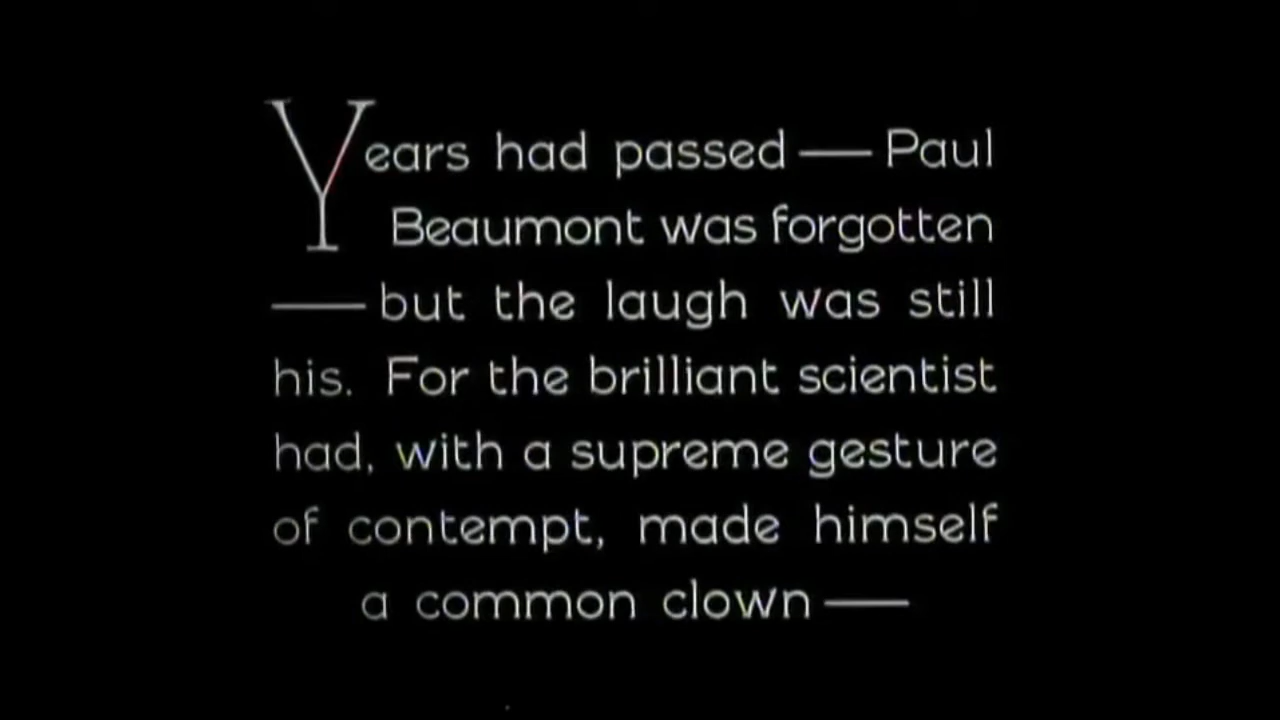 Years had passed — Paul
Beaumont was forgotten
— but the laugh was still
his. For the brilliant scientist
had, with a supreme gesture
of contempt, made himself
a common clown —